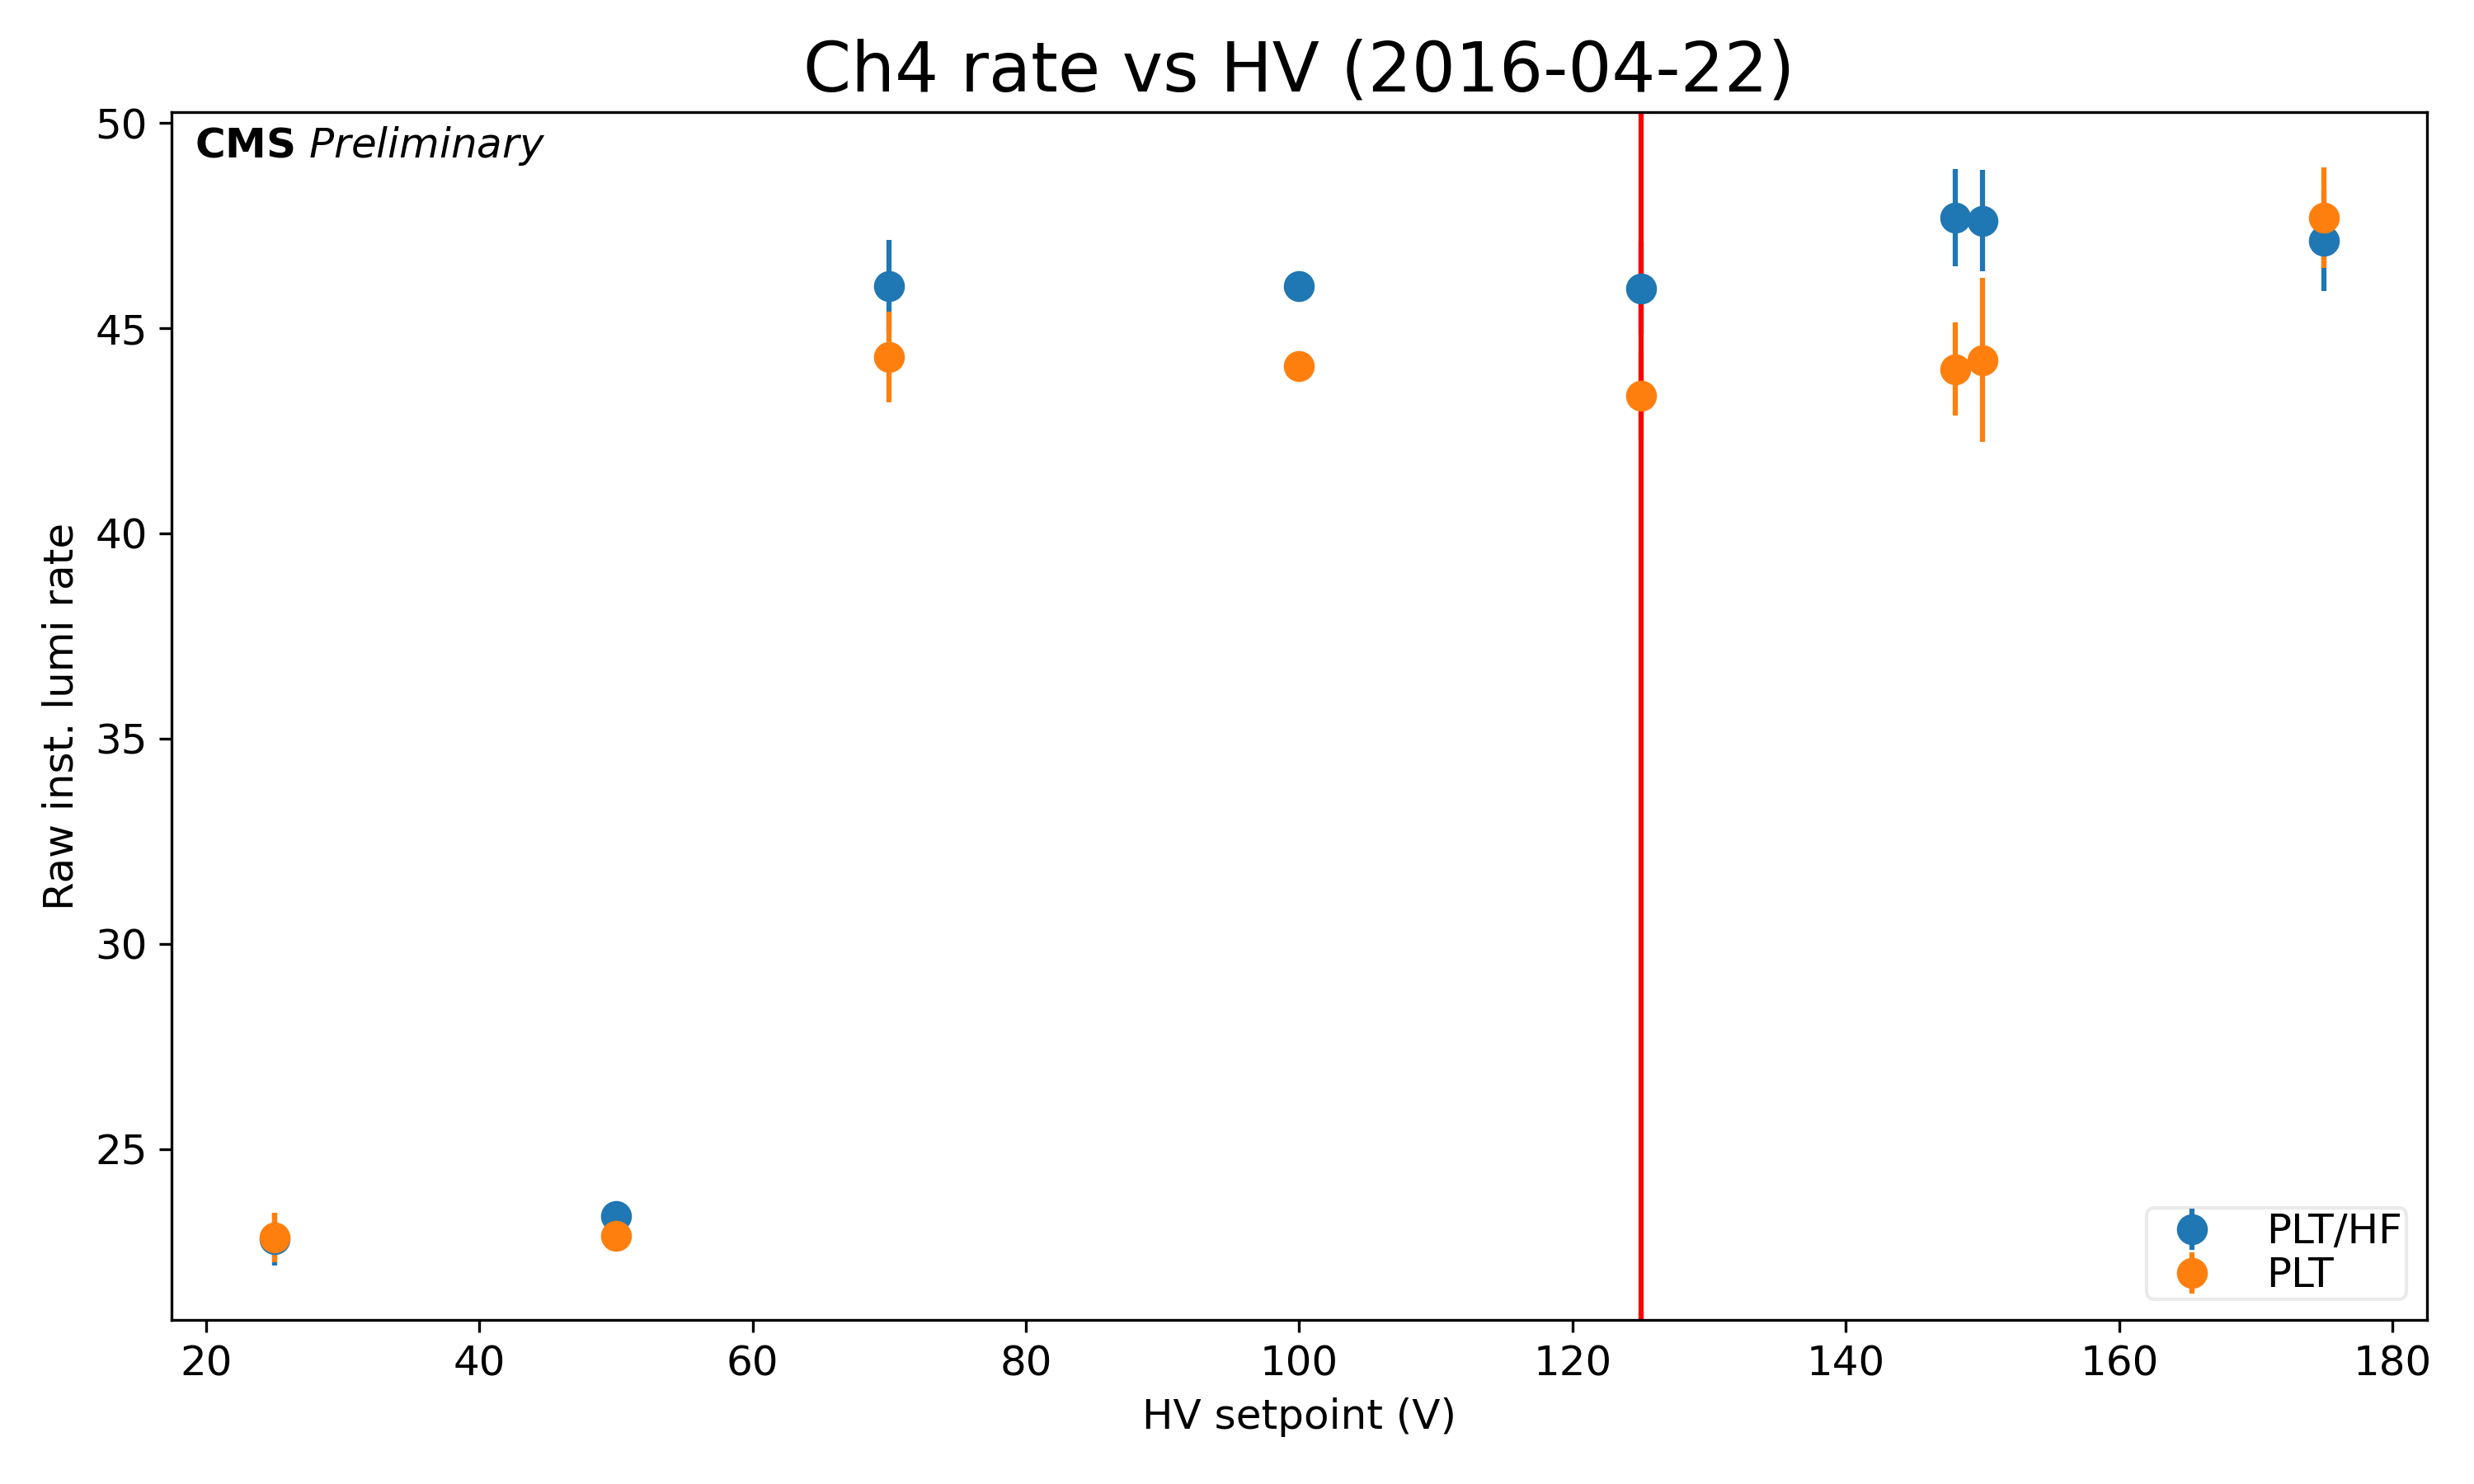 Ch4 rate vs HV (2016-04-22)
CMS Preliminary
50
45
40
35
30
25
Raw inst. lumi rate
20 40 60 80 100 120 140 160 180
HV setpoint (V)
PLT/HF
PLT